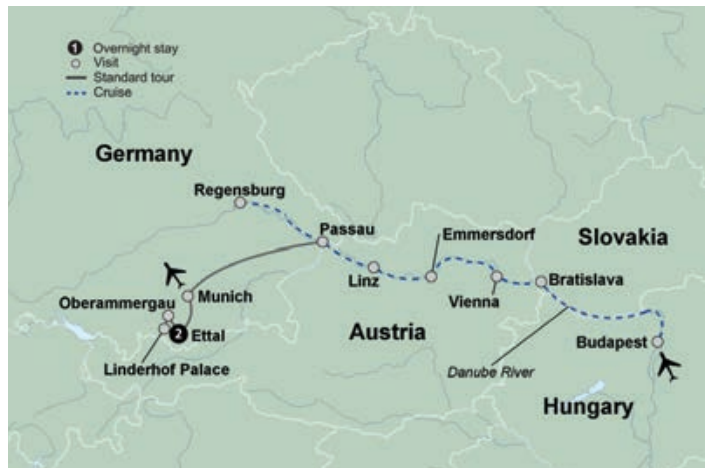 1 Overnight stay
Visit
Standard tour
Cruise
Germany
Regensburg
Passau
Emmersdorf
Slovakia
Linz
Bratislava
Oberammergau
Munich
Vienna
2 Ettal
Austria
Budapest
Linderhof Palace
Danube River
Hungary